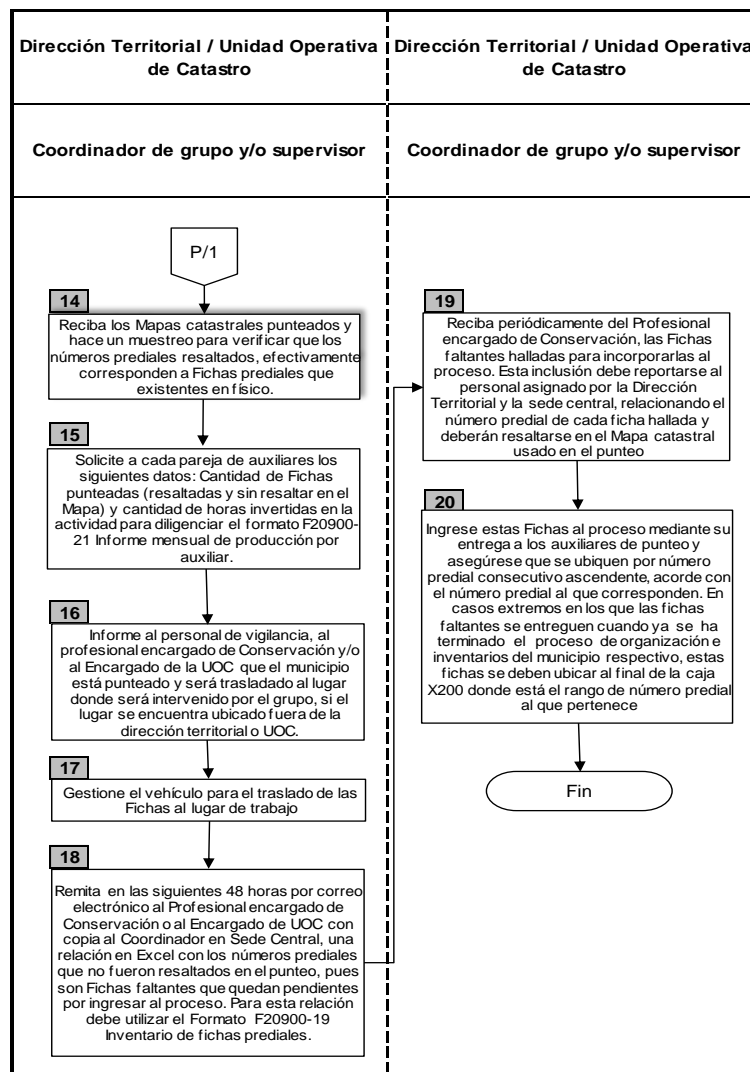 Dirección Territorial / Unidad Operativa
de Catastro
Coordinador de grupo y/o supervisor
P/1
14
Reciba los Mapas catastrales punteados y
hace un muestreo para verificar que los
números prediales resaltados, efectivamente
corresponden a Fichas prediales que
existentes en físico.
15
Solicite a cada pareja de auxiliares los
siguientes datos: Cantidad de Fichas
punteadas (resaltadas y sin resaltar en el
Mapa) y cantidad de horas invertidas en la
actividad para diligenciar el formato F20900-
21 Informe mensual de producción por
auxiliar.
16
Informe al personal de vigilancia, al
profesional encargado de Conservación y/o
al Encargado de la UOC que el municipio
está punteado y será trasladado al lugar
donde será intervenido por el grupo, si el
lugar se encuentra ubicado fuera de la
dirección territorial o UOC.
17
Gestione el vehículo para el traslado de las
Fichas al lugar de trabajo
18
Remita en las siguientes 48 horas por correo
electrónico al Profesional encargado de
Conservación o al Encargado de UOC con
copia al Coordinador en Sede Central, una
relación en Excel con los números prediales
que no fueron resaltados en el punteo, pues
son Fichas faltantes que quedan pendientes
por ingresar al proceso. Para esta relación
debe utilizar el Formato F20900-19
Inventario de fichas prediales.
Dirección Territorial / Unidad Operativa
de Catastro
Coordinador de grupo y/o supervisor
19
Reciba periódicamente del Profesional
encargado de Conservación, las Fichas
faltantes halladas para incorporarlas al
proceso. Esta inclusión debe reportarse al
personal asignado por la Dirección
Territorial y la sede central, relacionando el
número predial de cada ficha hallada y
deberán resaltarse en el Mapa catastral
usado en el punteo
20
Ingrese estas Fichas al proceso mediante su
entrega a los auxiliares de punteo y
asegúrese que se ubiquen por número
predial consecutivo ascendente, acorde con
el número predial al que corresponden. En
casos extremos en los que las fichas
faltantes se entreguen cuando ya se ha
terminado el proceso de organización e
inventarios del municipio respectivo, estas
fichas se deben ubicar al final de la caja
X200 donde está el rango de número predial
al que pertenece
Fin